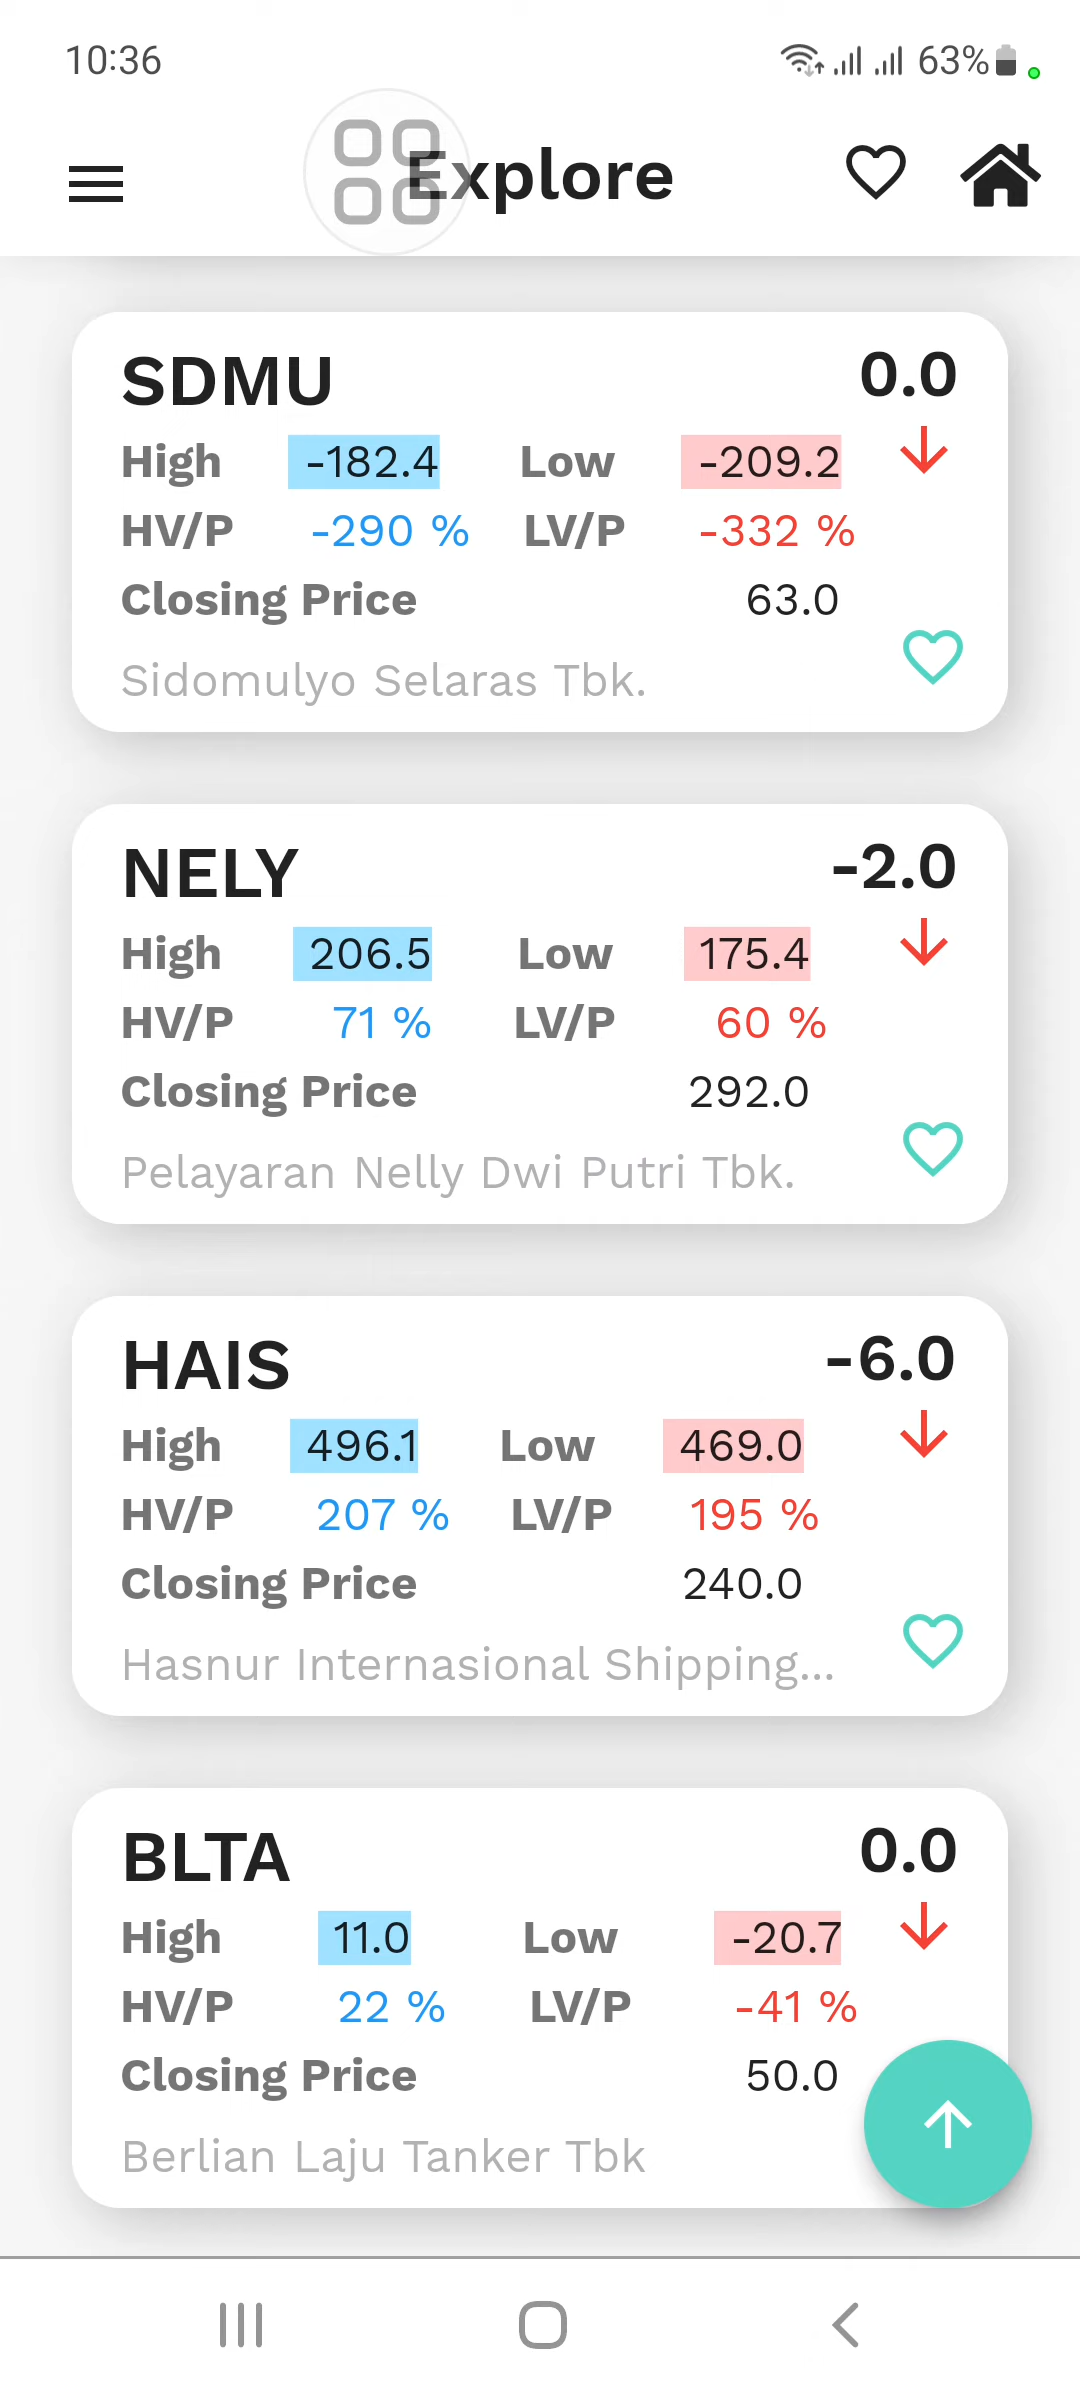 10:36 63%
Explore
SDMU 0.0
High -182.4 Low -209.2
HV/P -290 % LV/P -332 %
Closing Price 63.0
Sidomulyo Selaras Tbk.
NELY -2.0
High 206.5 Low 175.4
HV/P 71 % LV/P 60 %
Closing Price 292.0
Pelayaran Nelly Dwi Putri Tbk.
HAIS -6.0
High 496.1 Low 469.0
HV/P 207 % LV/P 195 %
Closing Price 240.0
Hasnur Internasional Shipping...
BLTA 0.0
High 11.0 Low -20.7
HV/P 22 % LV/P -41 %
Closing Price 50.0
Berlian Laju Tanker Tbk